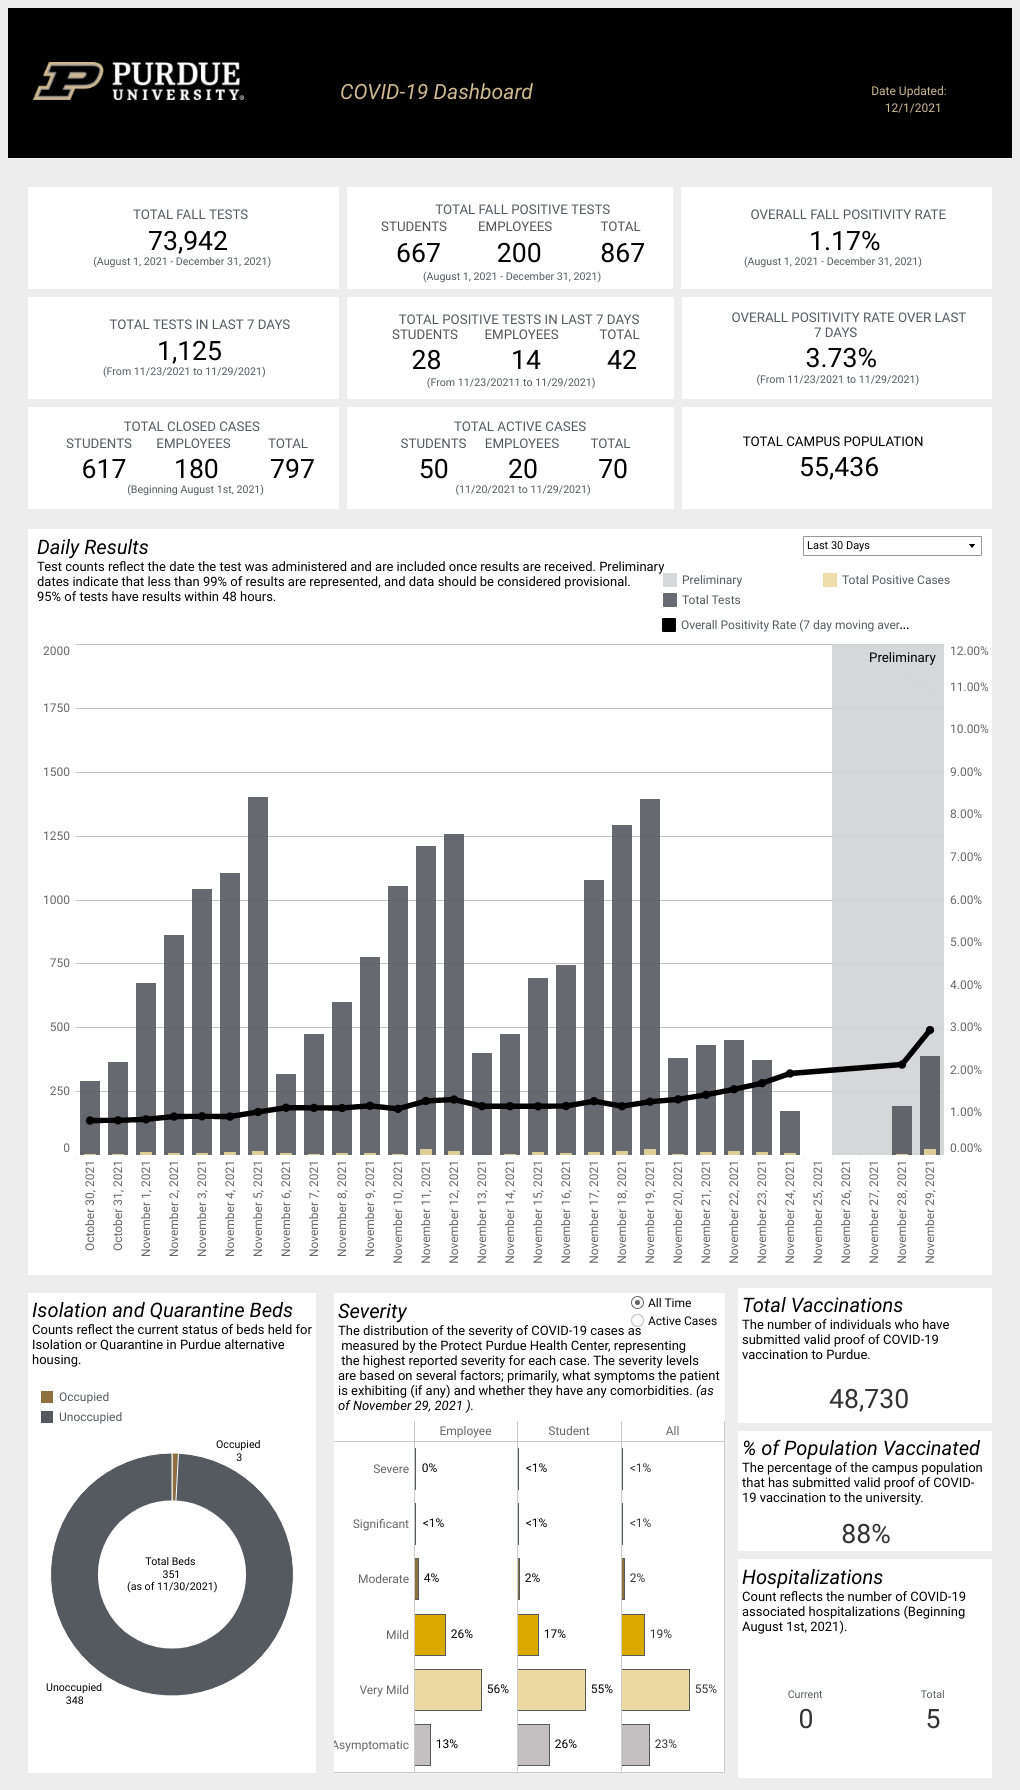 PURDUE
UNIVERSITY®
COVID-19 Dashboard
Date Updated:
12/1/2021
TOTAL FALL TESTS
73,942
(August 1, 2021 - December 31, 2021)
TOTAL FALL POSITIVE TESTS
STUDENTS EMPLOYEES TOTAL
667 200 867
(August 1, 2021 - December 31, 2021)
OVERALL FALL POSITIVITY RATE
1.17%
(August 1, 2021 - December 31, 2021)
TOTAL TESTS IN LAST 7 DAYS
1,125
(From 11/23/2021 to 11/29/2021)
TOTAL POSITIVE TESTS IN LAST 7 DAYS
STUDENTS EMPLOYEES TOTAL
28 14 42
(From 11/23/20211 to 11/29/2021)
OVERALL POSITIVITY RATE OVER LAST
7 DAYS
3.73%
(From 11/23/2021 to 11/29/2021)
TOTAL CLOSED CASES
STUDENTS EMPLOYEES TOTAL
617 180 797
(Beginning August 1st, 2021)
TOTAL ACTIVE CASES
STUDENTS EMPLOYEES TOTAL
50 20 70
(11/20/2021 to 11/29/2021)
TOTAL CAMPUS POPULATION
55,436
Daily Results
Test counts reflect the date the test was administered and are included once results are received. Preliminary
dates indicate that less than 99% of results are represented, and data should be considered provisional.
95% of tests have results within 48 hours.
Last 30 Days
Preliminary
Total Positive Cases
Total Tests
Overall Positivity Rate (7 day moving aver...
Preliminary
2000
1750
1500
1250
1000
750
500
250
0
12.00%
11.00%
10.00%
9.00%
8.00%
7.00%
6.00%
5.00%
4.00%
3.00%
2.00%
1.00%
0.00%
October 30, 2021
October 31, 2021
November 1, 2021
November 2, 2021
November 3, 2021
November 4, 2021
November 5, 2021
November 6, 2021
November 7, 2021
November 8, 2021
November 9, 2021
November 10, 2021
November 11, 2021
November 12, 2021
November 13, 2021
November 14, 2021
November 15, 2021
November 16, 2021
November 17, 2021
November 18, 2021
November 19, 2021
November 20, 2021
November 21, 2021
November 22, 2021
November 23, 2021
November 24, 2021
November 25, 2021
November 26, 2021
November 27, 2021
November 28, 2021
November 29, 2021
Isolation and Quarantine Beds
Counts reflect the current status of beds held for
Isolation or Quarantine in Purdue alternative
housing.
Occupied
Unoccupied
Occupied
3
Total Beds
351
(as of 11/30/2021)
Unoccupied
348
Severity
All Time
Active Cases
The distribution of the severity of COVID-19 cases as
measured by the Protect Purdue Health Center, representing
the highest reported severity for each case. The severity levels
are based on several factors; primarily, what symptoms the patient
is exhibiting (if any) and whether they have any comorbidities. (as
of November 29, 2021 ).
Employee Student All
Severe 0% <1% <1%
Significant <1% <1% <1%
Moderate 4% 2% 2%
Mild 26% 17% 19%
Very Mild 56% 55% 55%
Asymptomatic 13% 26% 23%
Total Vaccinations
The number of individuals who have
submitted valid proof of COVID-19
vaccination to Purdue.
48,730
% of Population Vaccinated
The percentage of the campus population
that has submitted valid proof of COVID-
19 vaccination to the university.
88%
Hospitalizations
Count reflects the number of COVID-19
associated hospitalizations (Beginning
August 1st, 2021).
Current Total
0 5